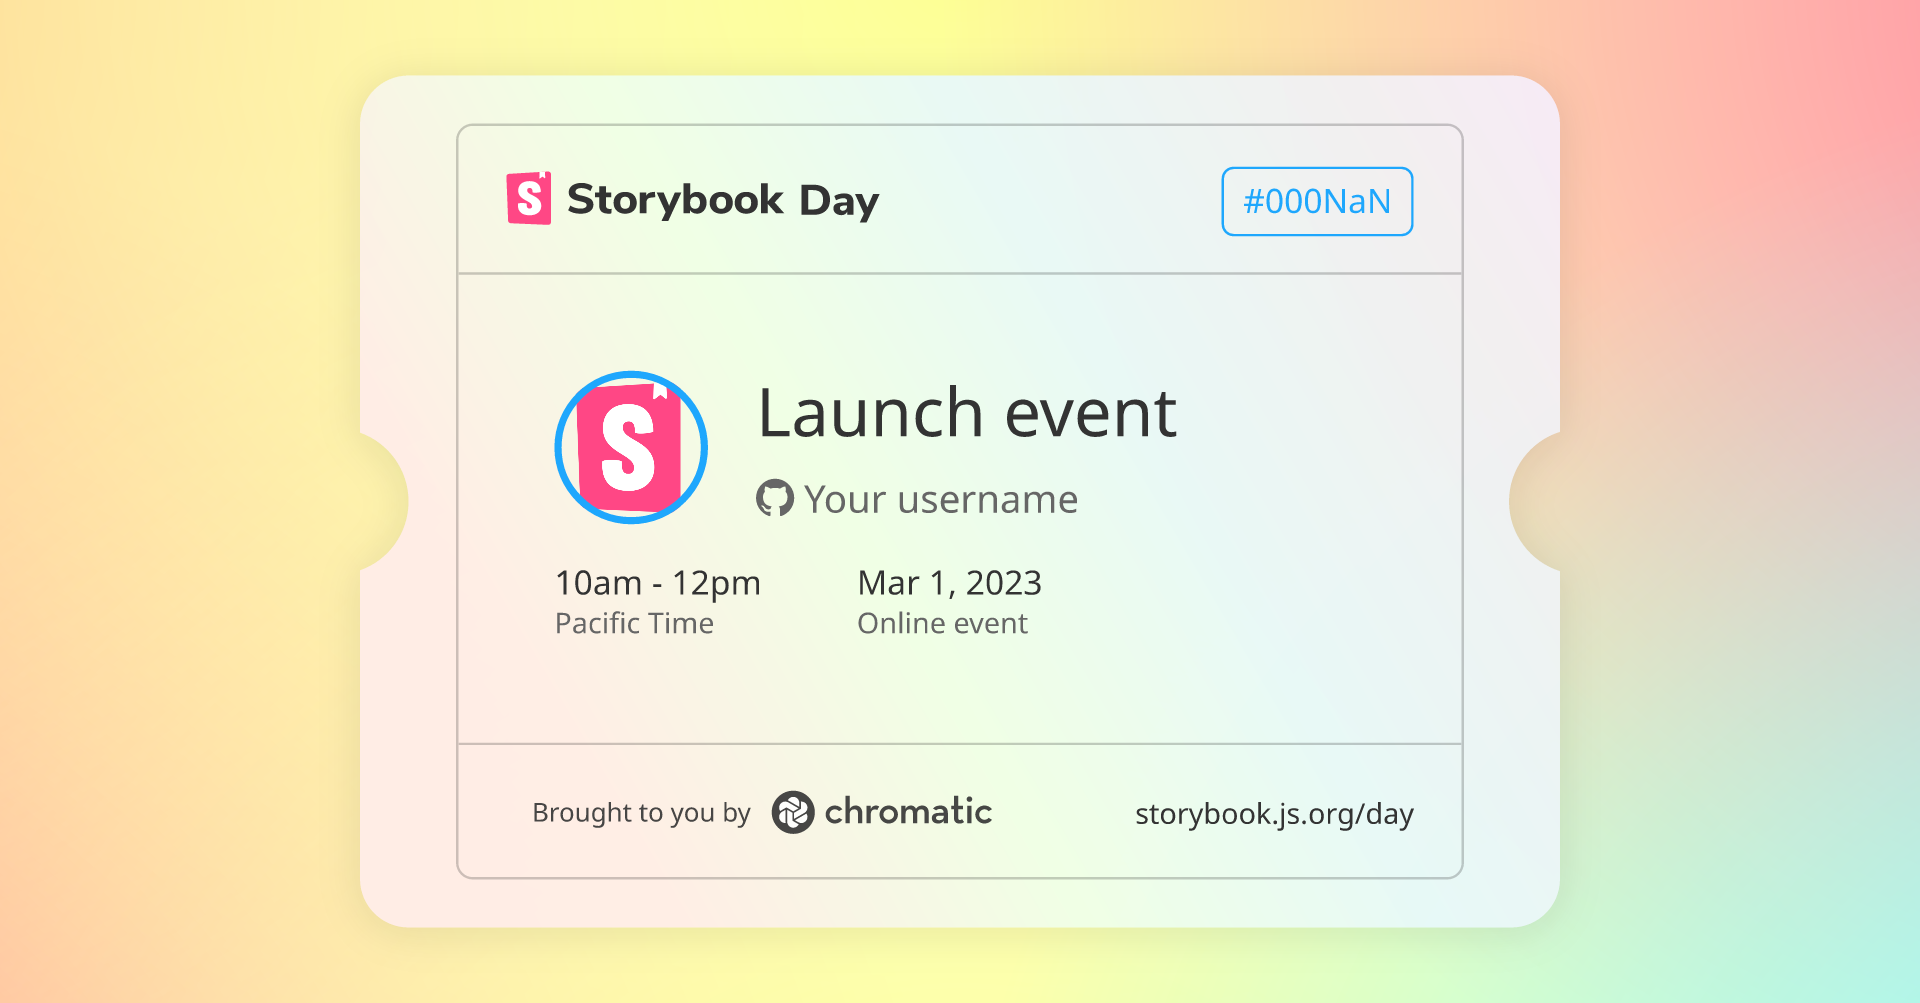 S Storybook Day
#000NaN
S
Launch event
Your username
10am - 12pm
Pacific Time
Mar 1, 2023
Online event
Brought to you by chromatic
storybook.js.org/day